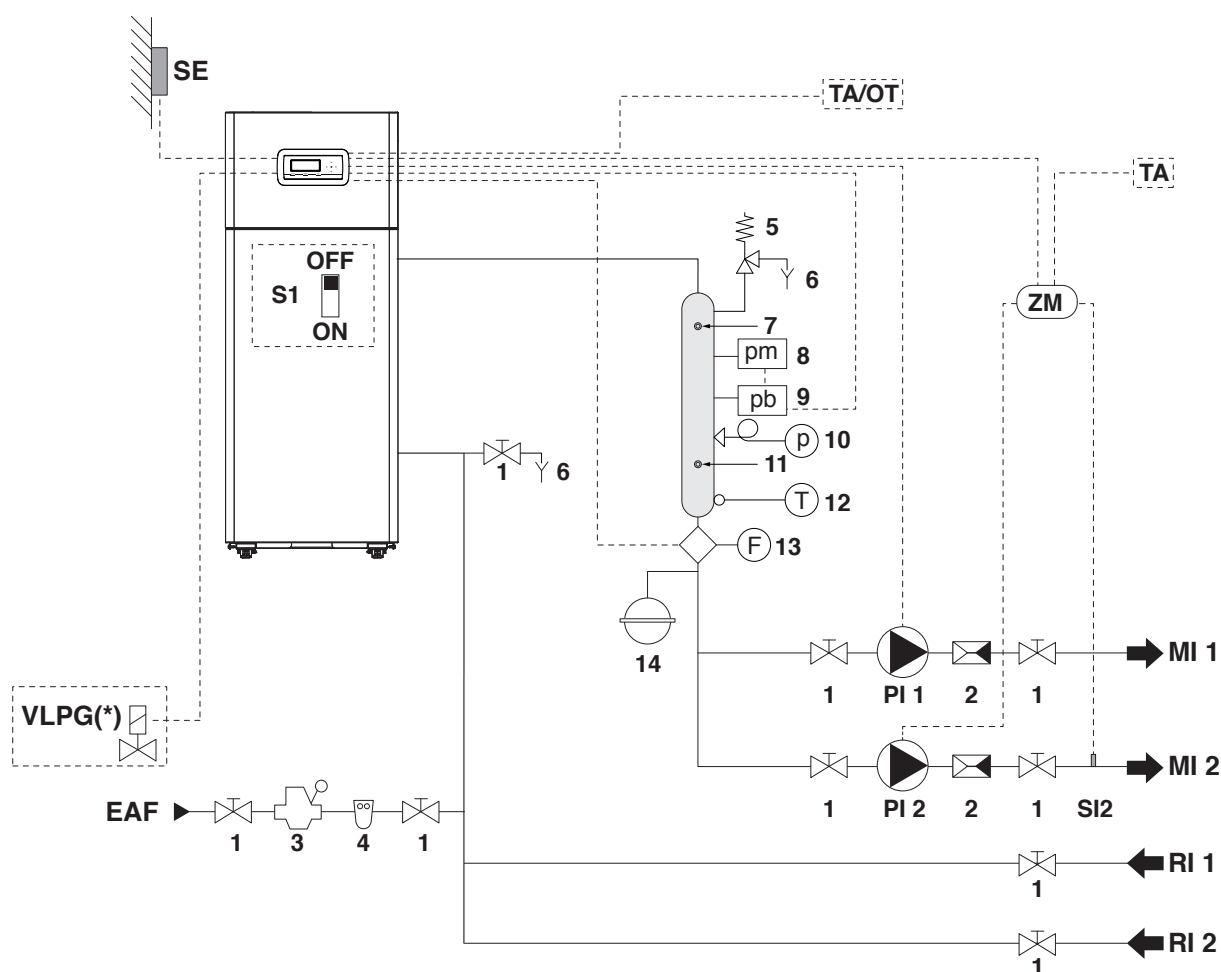 SE
TA/OT
TA
OFF
S1
ON
5
6
ZM
7
pm 8
pb 9
p 10
1 6
11
T 12
F 13
14
MI 1
1 PI 1 2 1
VLPG(*)
MI 2
1 PI 2 2 1 SI2
EAF
1 3 4 1
RI 1
1
RI 2
1